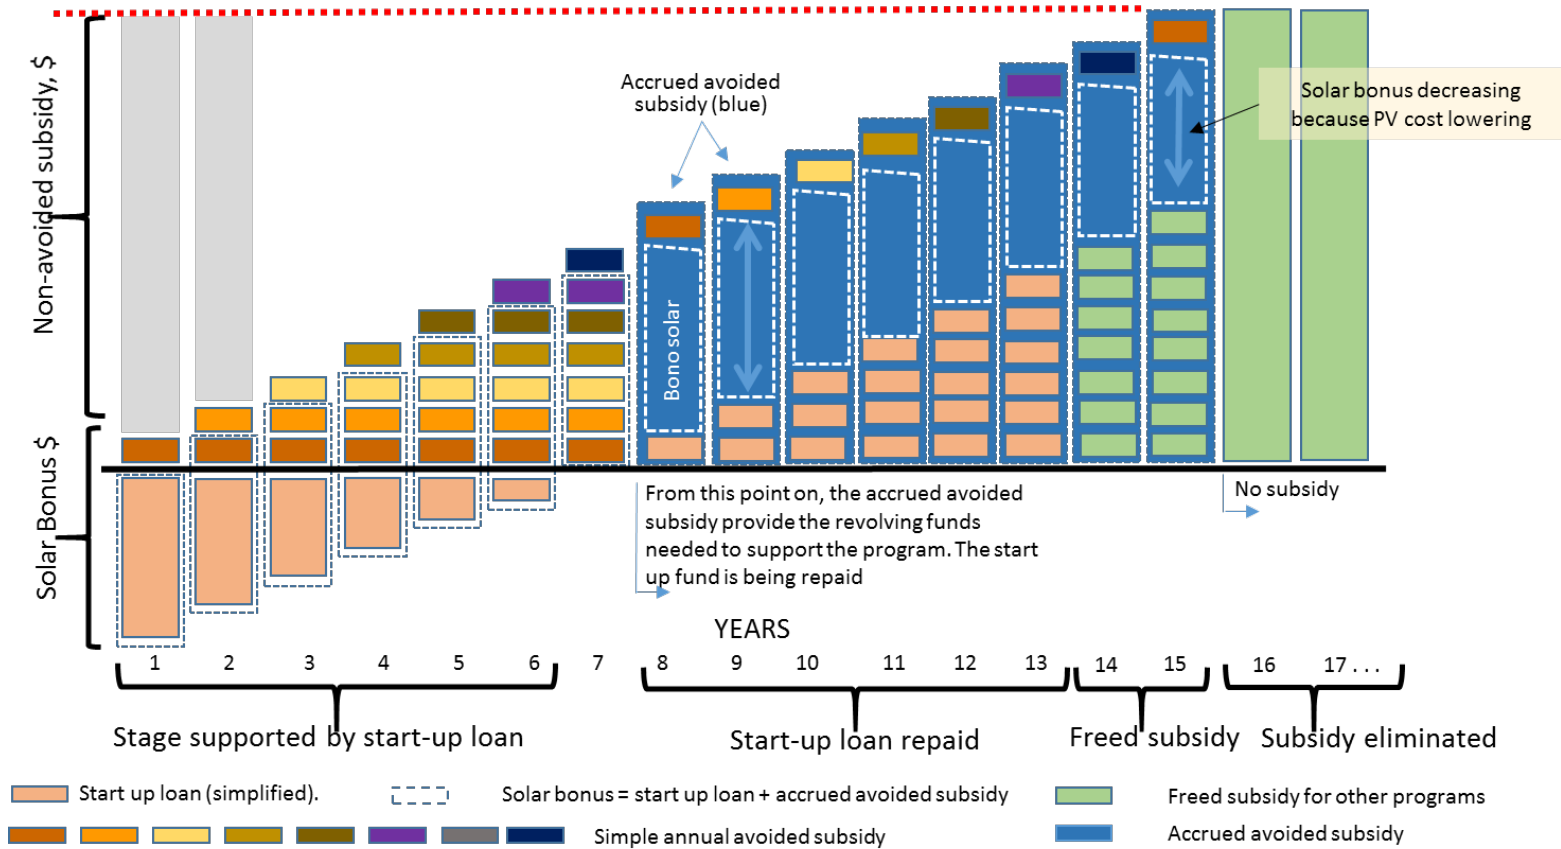 Non-avoided subsidy, $
Solar Bonus $
Accrued avoided
subsidy (blue)
Solar bonus decreasing
because PV cost lowering
Bono solar
From this point on, the accrued avoided
subsidy provide the revolving funds
needed to support the program. The start
up fund is being repaid
No subsidy
YEARS
1 2 3 4 5 6 7 8 9 10 11 12 13 14 15 16 17 . . .
Stage supported by start-up loan
Start-up loan repaid
Freed subsidy
Subsidy eliminated
Start up loan (simplified).
Solar bonus = start up loan + accrued avoided subsidy
Freed subsidy for other programs
Simple annual avoided subsidy
Accrued avoided subsidy